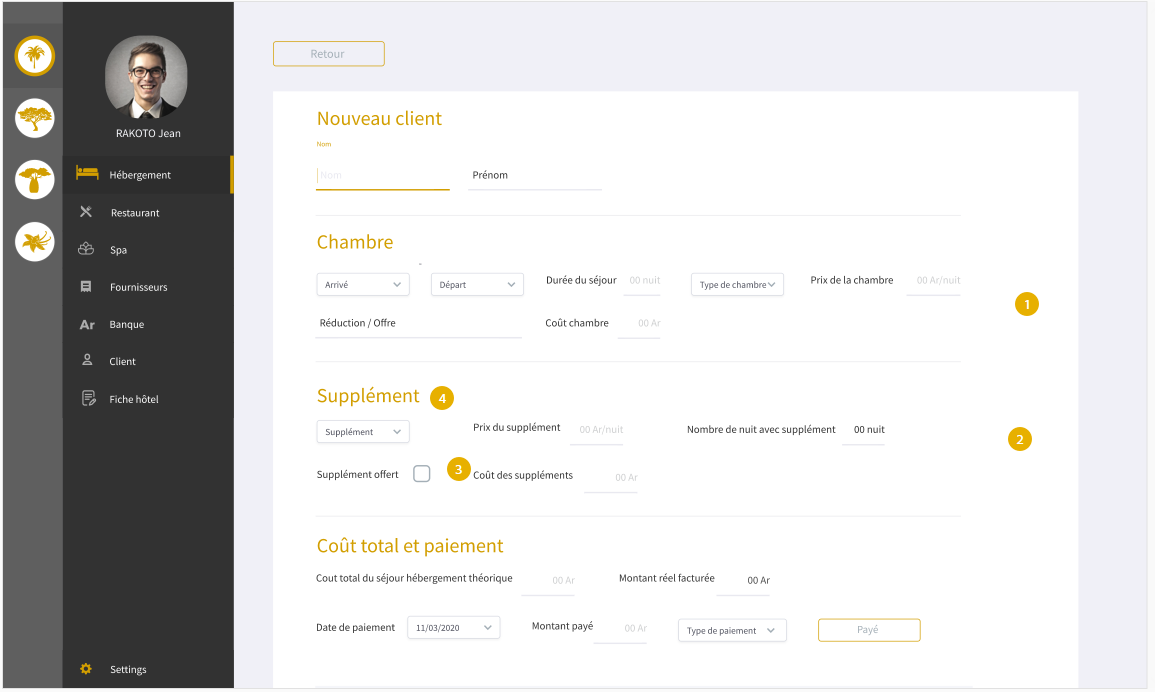 Retour
RAKOTO Jean
Hébergement
Restaurant
Spa
Fournisseurs
Ar Banque
Client
Fiche hôtel
Settings
Nouveau client
Nom
Nom Prénom
Chambre
Arrivé Départ Durée du séjour 00 nuit Type de chambre Prix de la chambre 00 Ar/nuit
1
Réduction / Offre Coût chambre 00 Ar
Supplément 4
Supplément Prix du supplément 00 Ar/nuit Nombre de nuit avec supplément 00 nuit
2
Supplément offert 3 Coût des suppléments 00 Ar
Coût total et paiement
Cout total du séjour hébergement théorique 00 Ar Montant réel facturée 00 Ar
Date de paiement 11/03/2020 Montant payé 00 Ar Type de paiement Payé